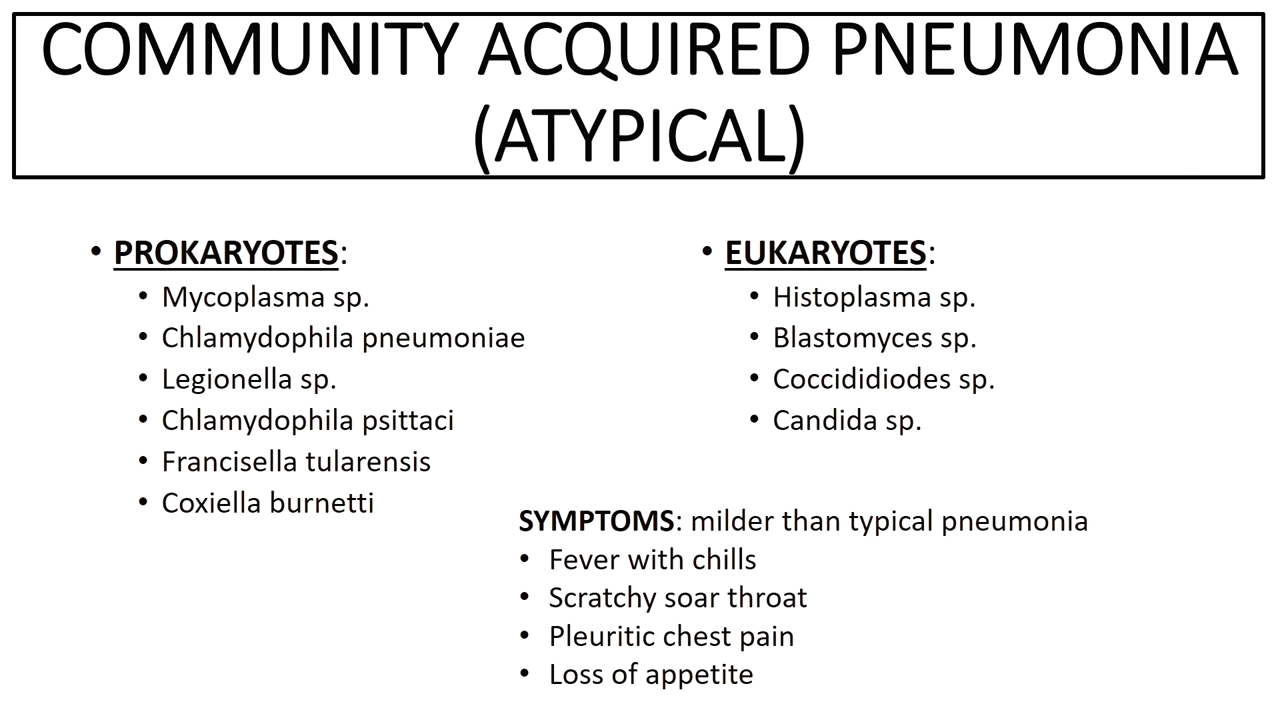 COMMUNITY ACQUIRED PNEUMONIA
(ATYPICAL)
• PROKARYOTES:
• Mycoplasma sp.
• Chlamydophila pneumoniae
• Legionella sp.
• Chlamydophila psittaci
• Francisella tularensis
• Coxiella burnetti
• EUKARYOTES:
• Histoplasma sp.
• Blastomyces sp.
• Coccididiodes sp.
• Candida sp.
SYMPTOMS: milder than typical pneumonia
• Fever with chills
• Scratchy soar throat
• Pleuritic chest pain
• Loss of appetite